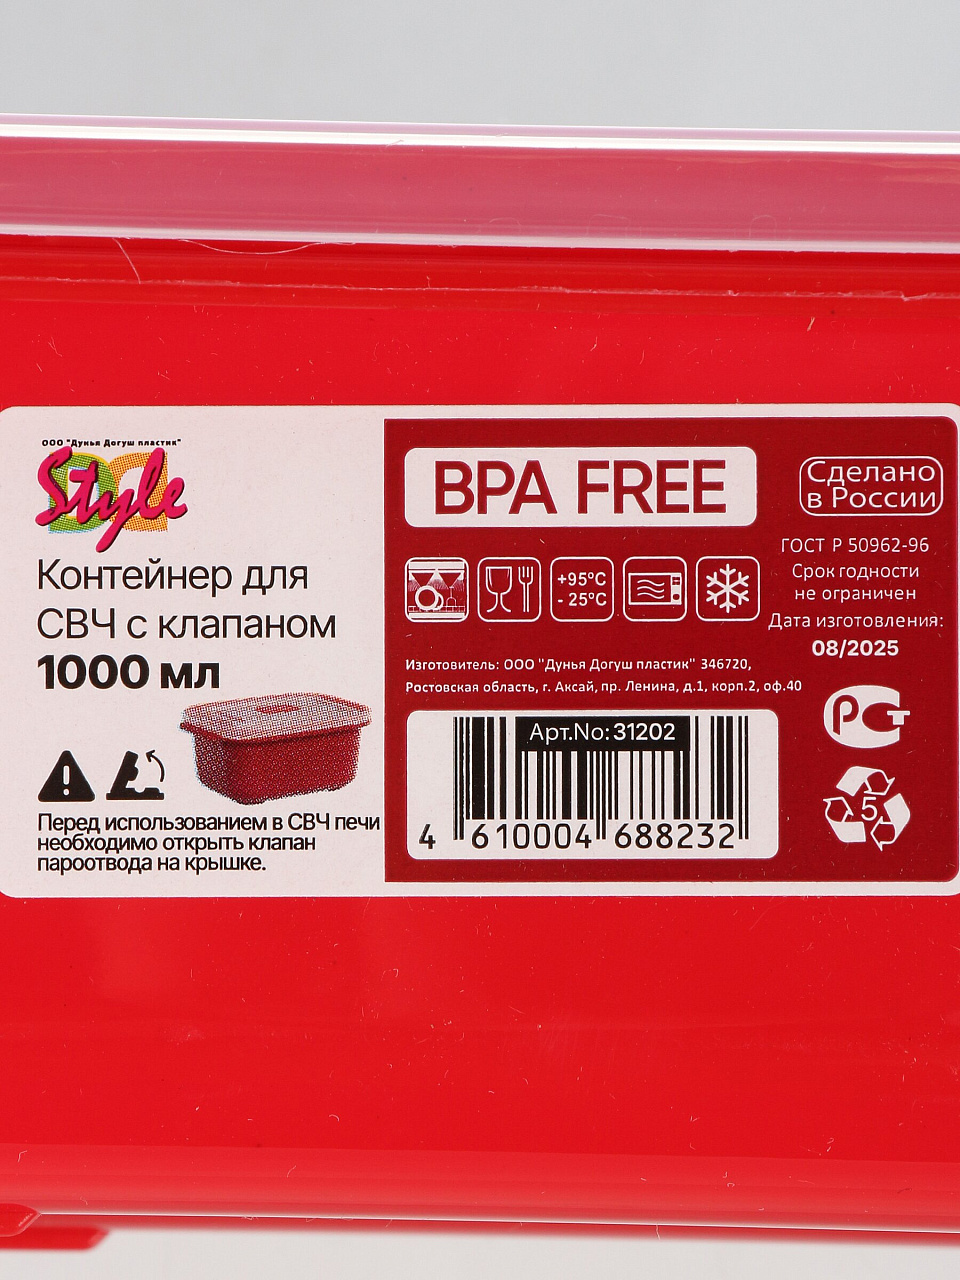 ООО "Дунья Догуш пластик"
Style
Контейнер для
СВЧ с клапаном
1000 мл
Перед использованием в СВЧ печи
необходимо открыть клапан
пароотвода на крышке.
BPA FREE
Сделано
в России
+95°C
- 25°C
ГОСТ Р 50962-96
Срок годности
не ограничен
Дата изготовления:
08/2025
Изготовитель: ООО "Дунья Догуш пластик" 346720,
Ростовская область, г. Аксай, пр. Ленина, д.1, корп.2, оф.40
Арт.No: 31202
4 610004 688232
РСТ
5